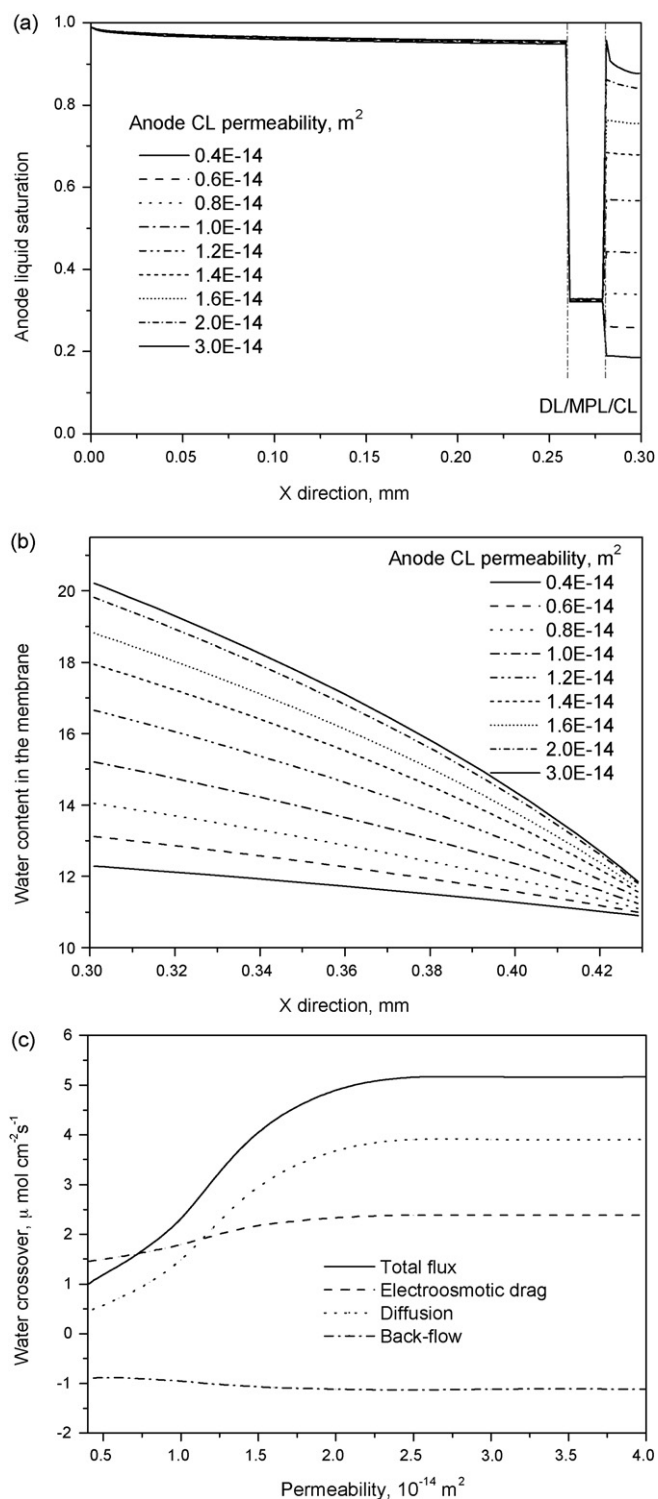 (a)
1.0
0.8
0.6
0.4
0.2
0.0
Anode liquid saturation
Anode CL permeability, m²
0.4E-14
0.6E-14
0.8E-14
1.0E-14
1.2E-14
1.4E-14
1.6E-14
2.0E-14
3.0E-14
DL/MPL/CL
0.00 0.05 0.10 0.15 0.20 0.25 0.30
X direction, mm
(b)
20
18
16
14
12
10
Water content in the membrane
Anode CL permeability, m²
0.4E-14
0.6E-14
0.8E-14
1.0E-14
1.2E-14
1.4E-14
1.6E-14
2.0E-14
3.0E-14
0.30 0.32 0.34 0.36 0.38 0.40 0.42
X direction, mm
(c)
6
5
4
3
2
1
0
-1
-2
Water crossover, μ mol cm⁻²s⁻¹
Total flux
Electroosmotic drag
Diffusion
Back-flow
0.5 1.0 1.5 2.0 2.5 3.0 3.5 4.0
Permeability, 10⁻¹⁴ m²